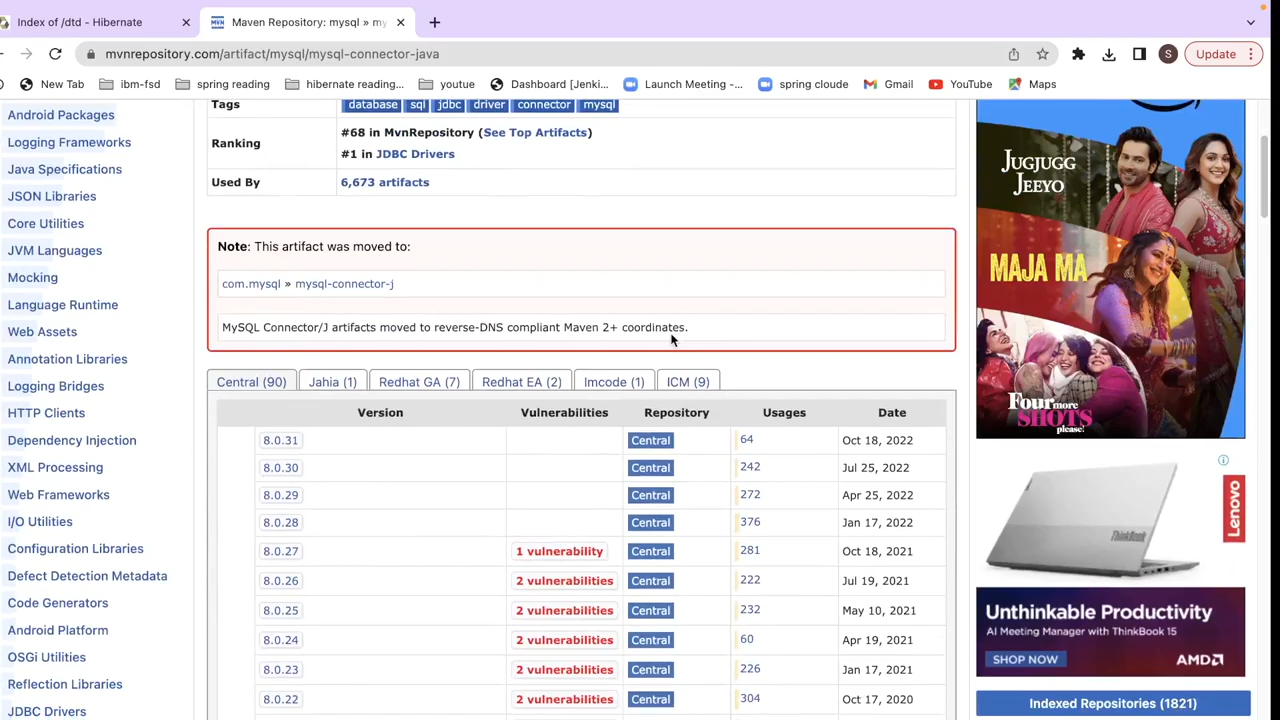 Index of /dtd - Hibernate
Maven Repository: mysql » my
mvnrepository.com/artifact/mysql/mysql-connector-java
S
Update
New Tab
ibm-fsd
spring reading
hibernate reading...
youtue
Dashboard [Jenki...
Launch Meeting -...
spring cloude
Gmail
YouTube
Maps
Android Packages
Logging Frameworks
Java Specifications
JSON Libraries
Core Utilities
JVM Languages
Mocking
Language Runtime
Web Assets
Annotation Libraries
Logging Bridges
HTTP Clients
Dependency Injection
XML Processing
Web Frameworks
I/O Utilities
Configuration Libraries
Defect Detection Metadata
Code Generators
Android Platform
OSGi Utilities
Reflection Libraries
JDBC Drivers
Tags database sql jdbc driver connector mysql
Ranking #68 in MvnRepository (See Top Artifacts)
#1 in JDBC Drivers
Used By 6,673 artifacts
Note: This artifact was moved to:
com.mysql » mysql-connector-j
MySQL Connector/J artifacts moved to reverse-DNS compliant Maven 2+ coordinates.
Central (90) Jahia (1) Redhat GA (7) Redhat EA (2) Imcode (1) ICM (9)
Version Vulnerabilities Repository Usages Date
8.0.31 Central 64 Oct 18, 2022
8.0.30 Central 242 Jul 25, 2022
8.0.29 Central 272 Apr 25, 2022
8.0.28 Central 376 Jan 17, 2022
8.0.27 1 vulnerability Central 281 Oct 18, 2021
8.0.26 2 vulnerabilities Central 222 Jul 19, 2021
8.0.25 2 vulnerabilities Central 232 May 10, 2021
8.0.24 2 vulnerabilities Central 60 Apr 19, 2021
8.0.23 2 vulnerabilities Central 226 Jan 17, 2021
8.0.22 2 vulnerabilities Central 304 Oct 17, 2020
JUGJUGG
JEEYO
MAJA MA
Four more
SHOTS
please!
Lenovo
ThinkBook
Unthinkable Productivity
AI Meeting Manager with ThinkBook 15
SHOP NOW
AMD
Indexed Repositories (1821)